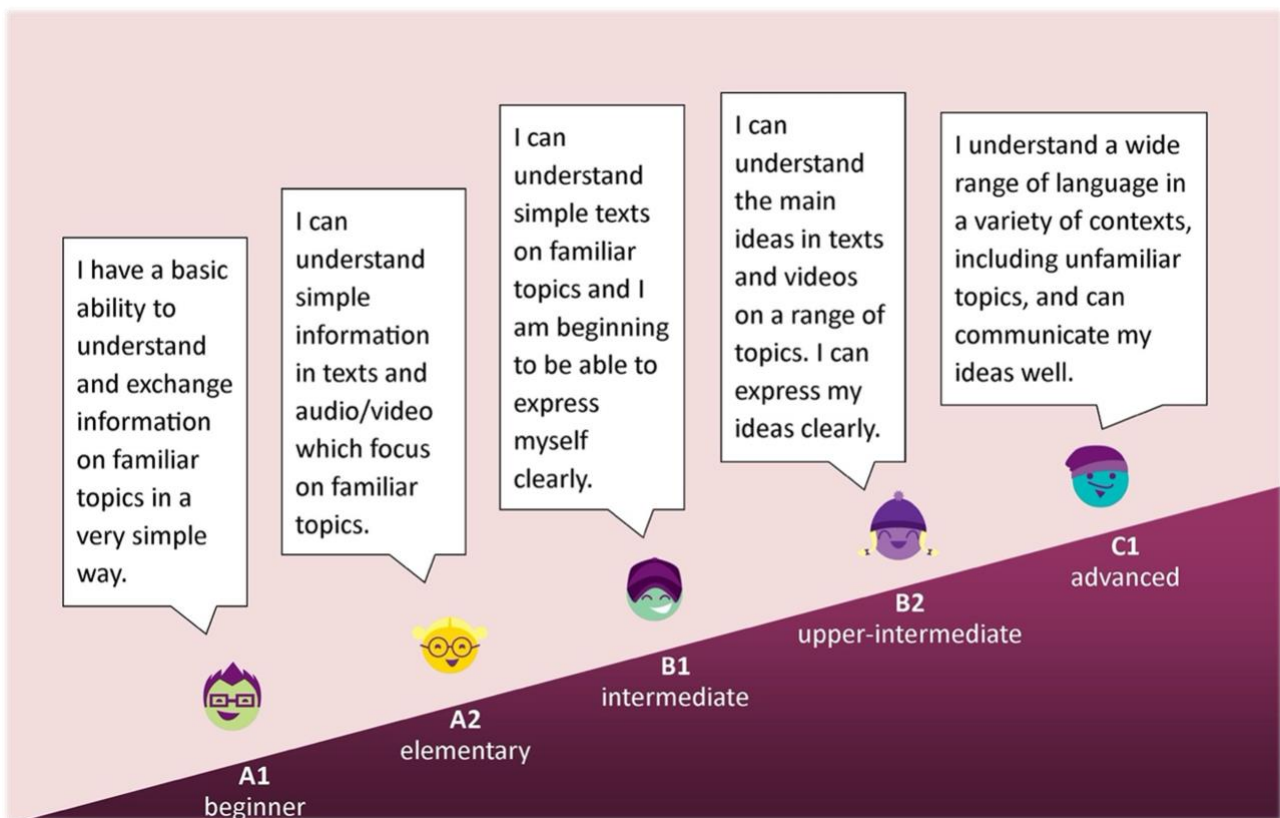 I have a basic
ability to
understand
and exchange
information
on familiar
topics in a
very simple
way.
A1
beginner
I can
understand
simple
information
in texts and
audio/video
which focus
on familiar
topics.
A2
elementary
I can
understand
simple texts
on familiar
topics and I
am beginning
to be able to
express
myself
clearly.
B1
intermediate
I can
understand
the main
ideas in texts
and videos
on a range of
topics. I can
express my
ideas clearly.
B2
upper-intermediate
I understand a wide
range of language in
a variety of contexts,
including unfamiliar
topics, and can
communicate my
ideas well.
C1
advanced